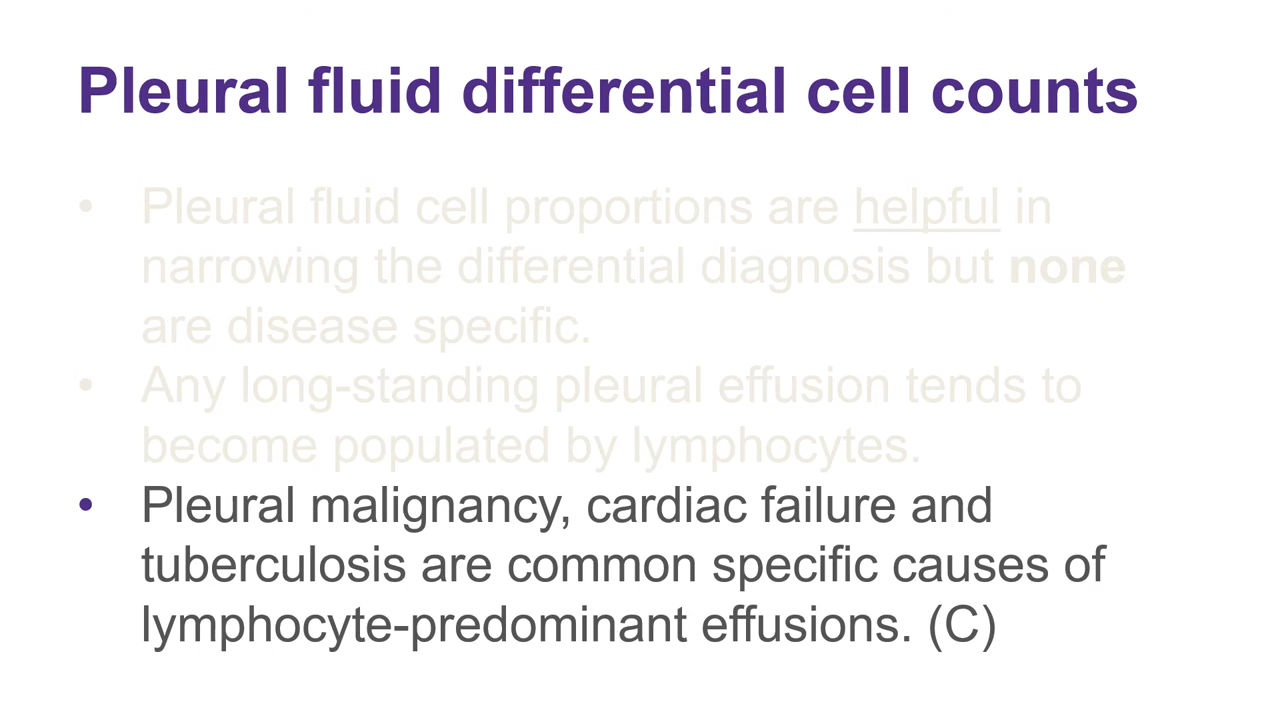 Pleural fluid differential cell counts
• Pleural fluid cell proportions are helpful in
narrowing the differential diagnosis but none
are disease specific.
• Any long-standing pleural effusion tends to
become populated by lymphocytes.
• Pleural malignancy, cardiac failure and
tuberculosis are common specific causes of
lymphocyte-predominant effusions. (C)